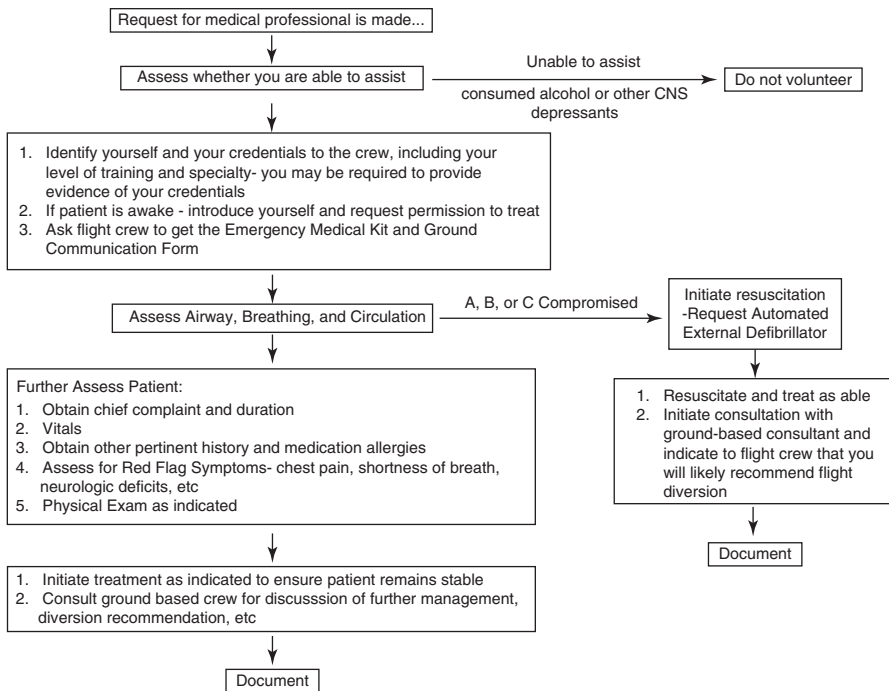 Request for medical professional is made...
Assess whether you are able to assist
Unable to assist
consumed alcohol or other CNS
depressants
Do not volunteer
1. Identify yourself and your credentials to the crew, including your
level of training and specialty- you may be required to provide
evidence of your credentials
2. If patient is awake - introduce yourself and request permission to treat
3. Ask flight crew to get the Emergency Medical Kit and Ground
Communication Form
Assess Airway, Breathing, and Circulation
A, B, or C Compromised
Initiate resuscitation
-Request Automated
External Defibrillator
Further Assess Patient:
1. Obtain chief complaint and duration
2. Vitals
3. Obtain other pertinent history and medication allergies
4. Assess for Red Flag Symptoms- chest pain, shortness of breath,
neurologic deficits, etc
5. Physical Exam as indicated
1. Resuscitate and treat as able
2. Initiate consultation with
ground-based consultant and
indicate to flight crew that you
will likely recommend flight
diversion
Document
1. Initiate treatment as indicated to ensure patient remains stable
2. Consult ground based crew for discusssion of further management,
diversion recommendation, etc
Document